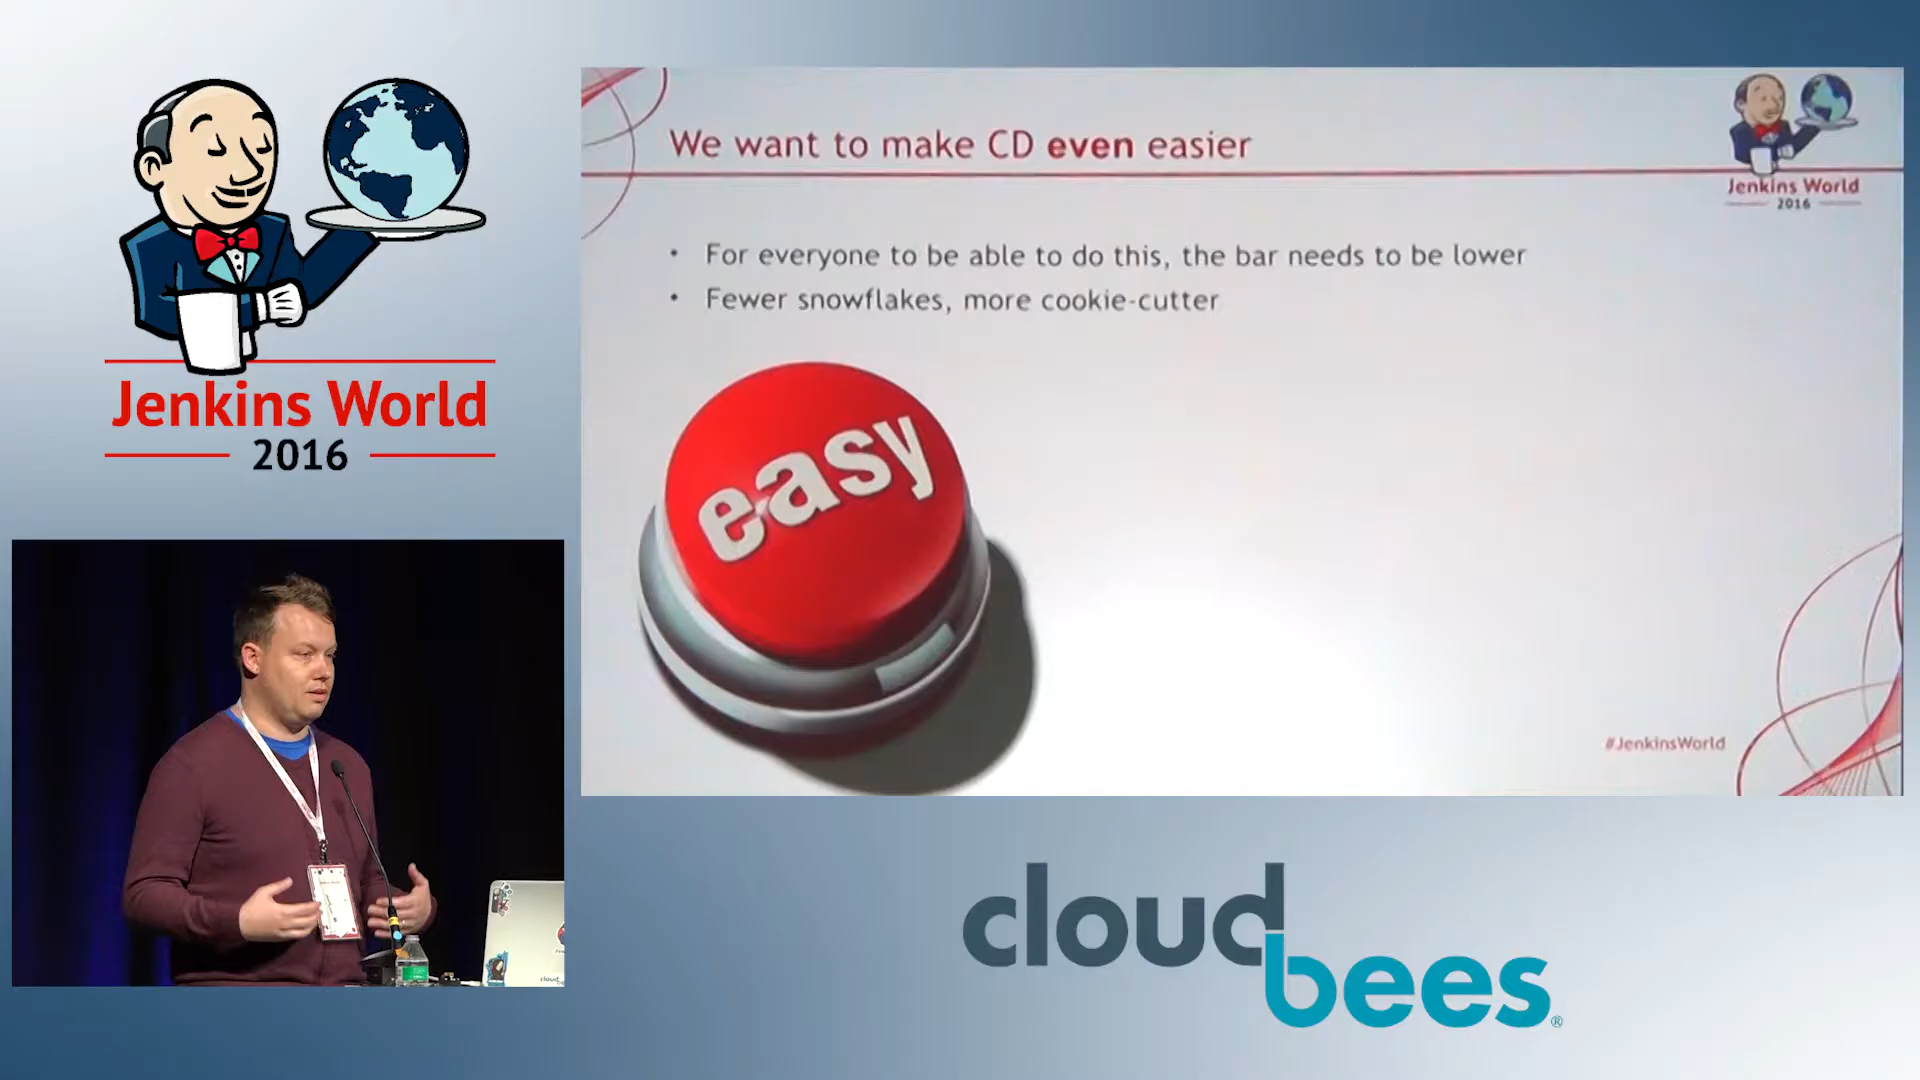 Jenkins World
2016
We want to make CD even easier
Jenkins World
2016
• For everyone to be able to do this, the bar needs to be lower
• Fewer snowflakes, more cookie-cutter
easy
#JenkinsWorld
cloud
cloudbees®